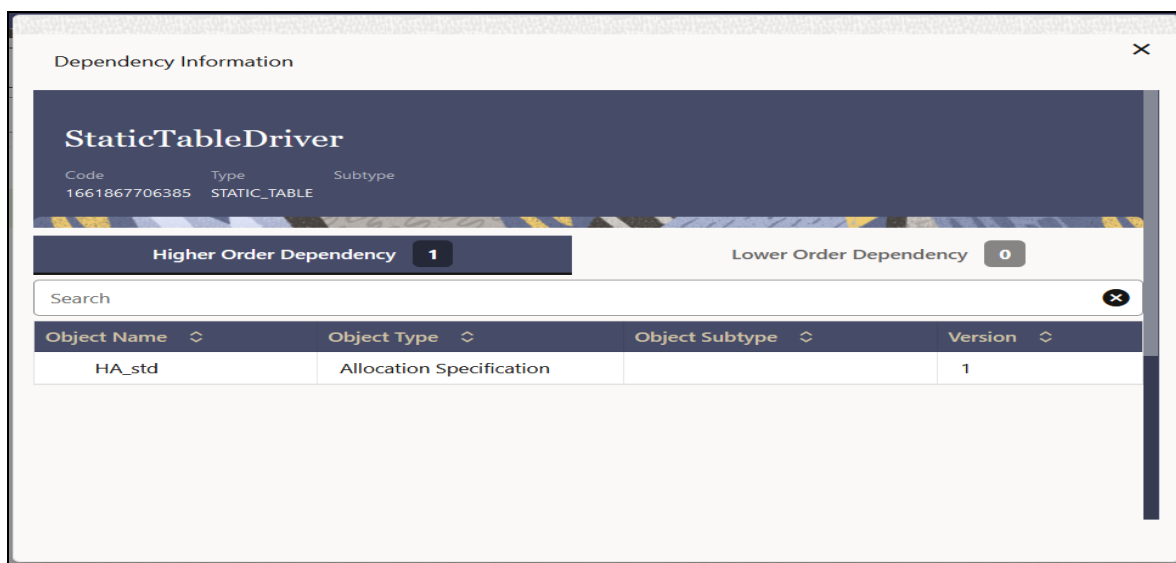 Dependency Information
StaticTableDriver
Code Type Subtype
1661867706385 STATIC_TABLE
Higher Order Dependency 1 Lower Order Dependency 0
Search
Object Name Object Type Object Subtype Version
HA_std Allocation Specification 1